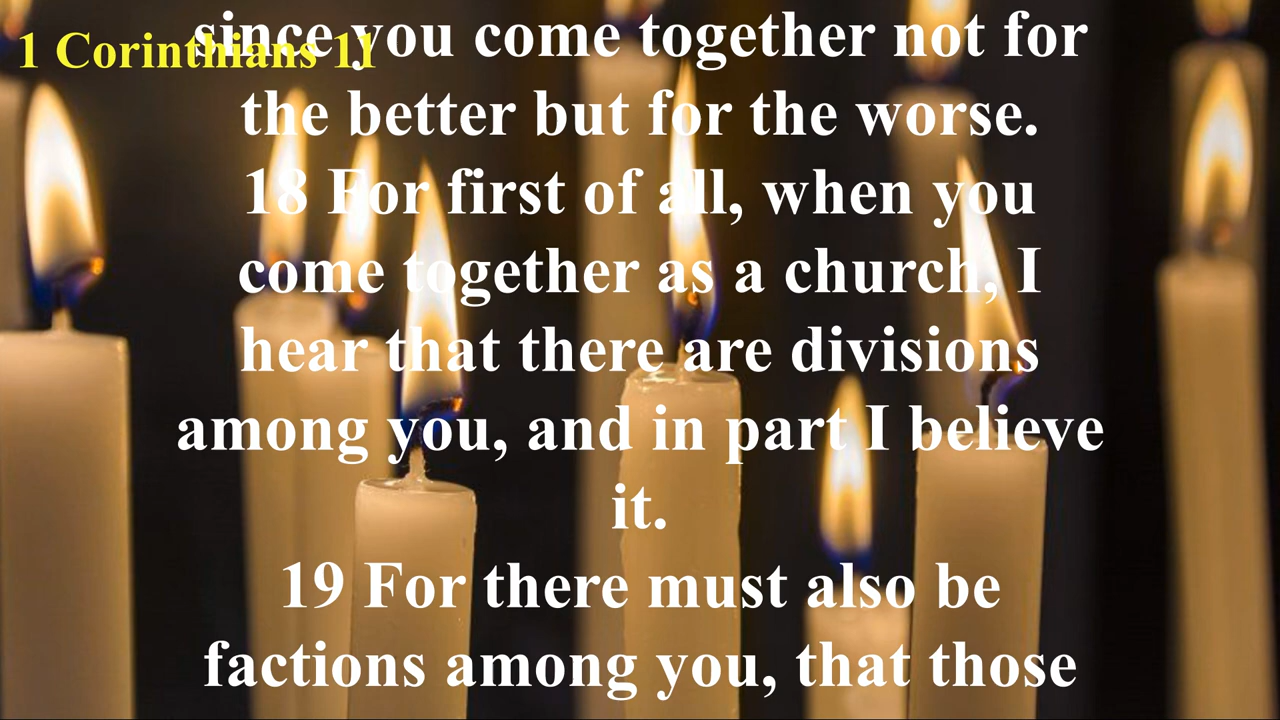 1 Corinthians 11
since you come together not for
the better but for the worse.
18 For first of all, when you
come together as a church, I
hear that there are divisions
among you, and in part I believe
it.
19 For there must also be
factions among you, that those